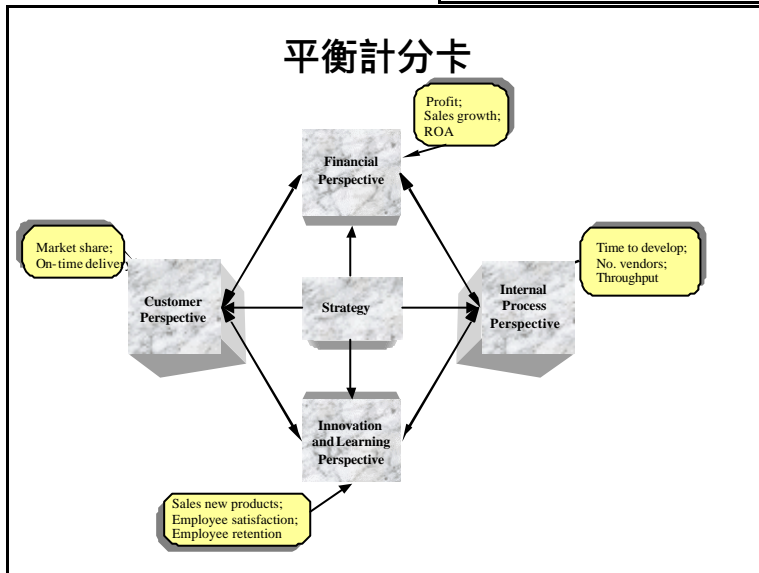 平衡計分卡
Profit;
Sales growth;
ROA
Financial
Perspective
Market share;
On-time delivery
Customer
Perspective
Strategy
Time to develop;
No. vendors;
Throughput
Internal
Process
Perspective
Innovation
and Learning
Perspective
Sales new products;
Employee satisfaction;
Employee retention